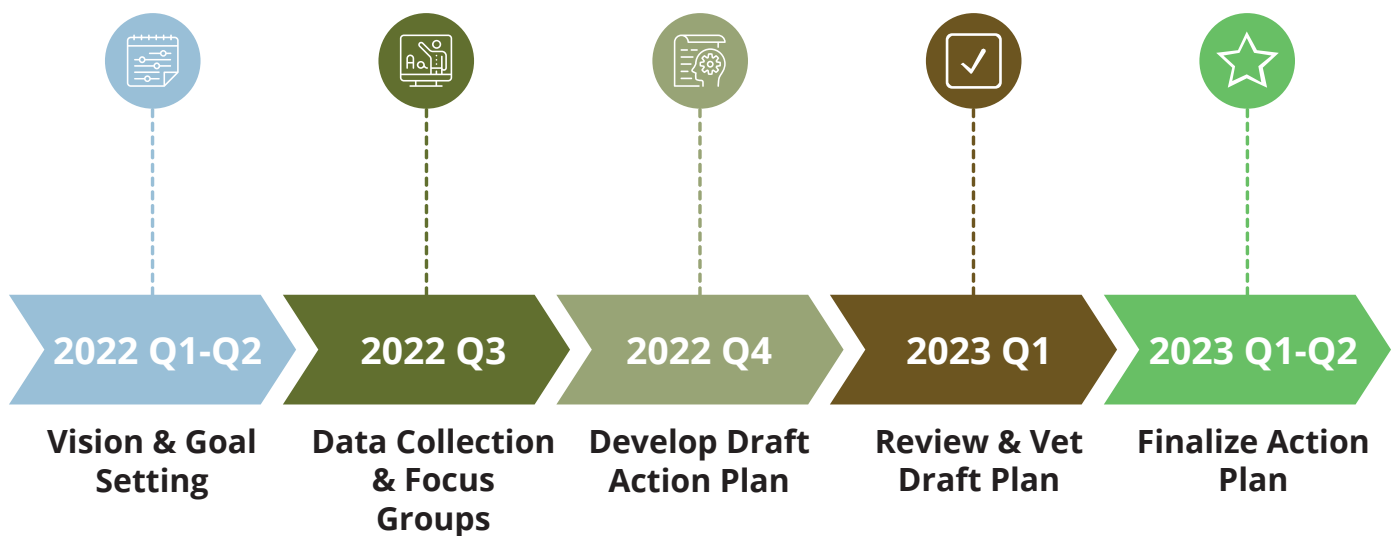 Aa
2022 Q1-Q2
2022 Q3
2022 Q4
2023 Q1
2023 Q1-Q2
Vision & Goal
Setting
Data Collection
& Focus
Groups
Develop Draft
Action Plan
Review & Vet
Draft Plan
Finalize Action
Plan